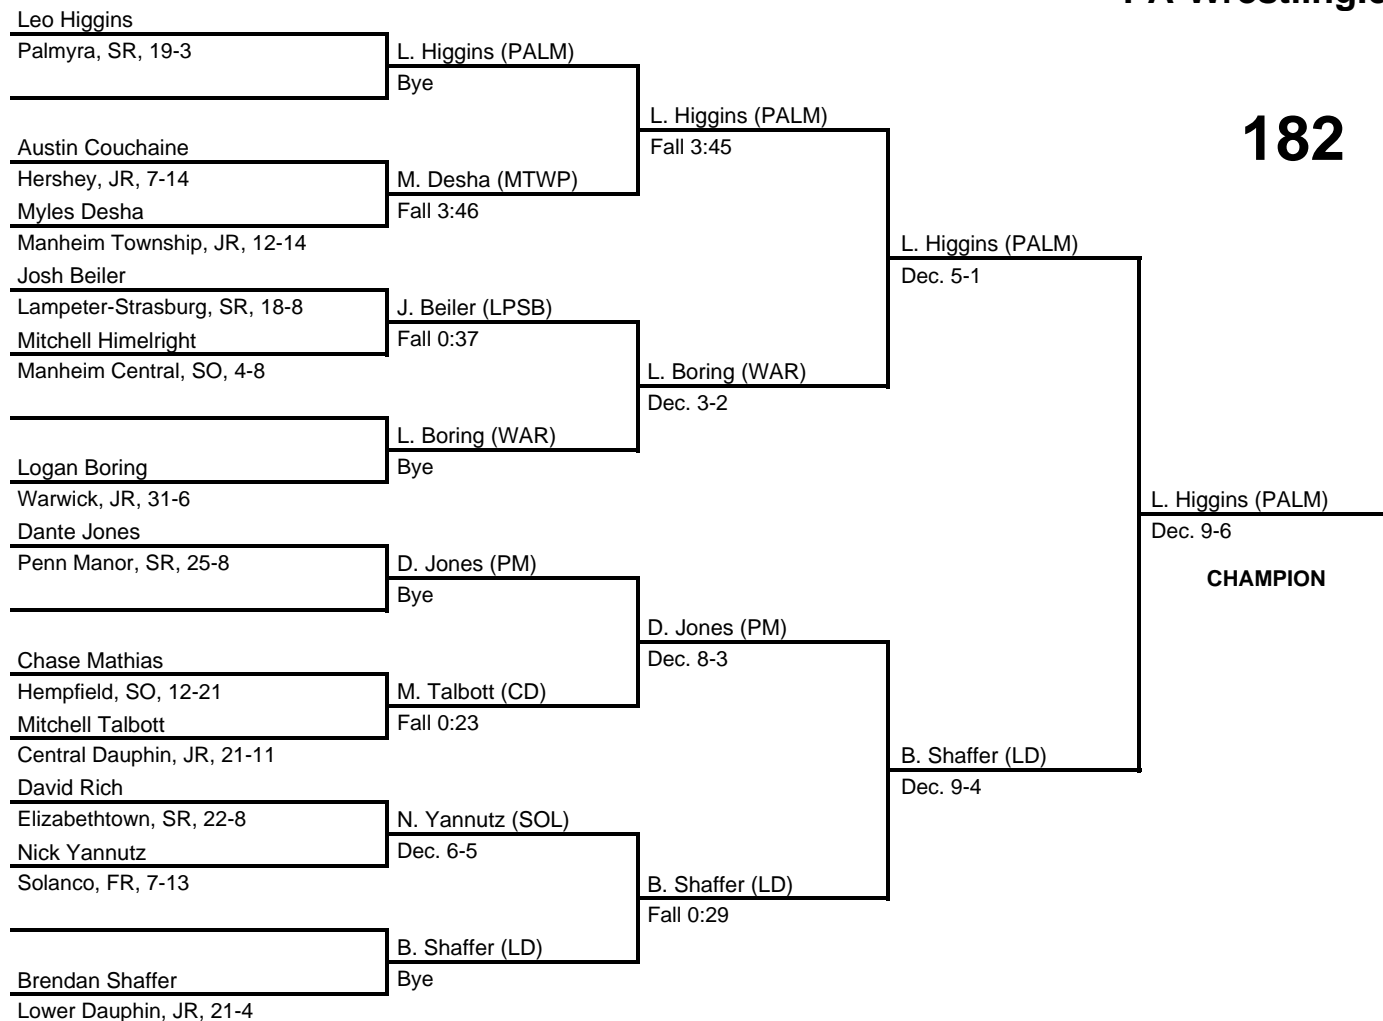 Leo Higgins
Palmyra, SR, 19-3
L. Higgins (PALM)
Bye
L. Higgins (PALM)
Fall 3:45
182
Austin Couchaine
Hershey, JR, 7-14
M. Desha (MTWP)
Myles Desha
Fall 3:46
Manheim Township, JR, 12-14
L. Higgins (PALM)
Dec. 5-1
Josh Beiler
Lampeter-Strasburg, SR, 18-8
J. Beiler (LPSB)
Mitchell Himelright
Fall 0:37
Manheim Central, SO, 4-8
L. Boring (WAR)
Dec. 3-2
L. Boring (WAR)
Logan Boring
Bye
Warwick, JR, 31-6
L. Higgins (PALM)
Dec. 9-6
CHAMPION
Dante Jones
Penn Manor, SR, 25-8
D. Jones (PM)
Bye
D. Jones (PM)
Dec. 8-3
Chase Mathias
Hempfield, SO, 12-21
M. Talbott (CD)
Mitchell Talbott
Fall 0:23
Central Dauphin, JR, 21-11
B. Shaffer (LD)
Dec. 9-4
David Rich
Elizabethtown, SR, 22-8
N. Yannutz (SOL)
Nick Yannutz
Dec. 6-5
Solanco, FR, 7-13
B. Shaffer (LD)
Fall 0:29
B. Shaffer (LD)
Brendan Shaffer
Bye
Lower Dauphin, JR, 21-4